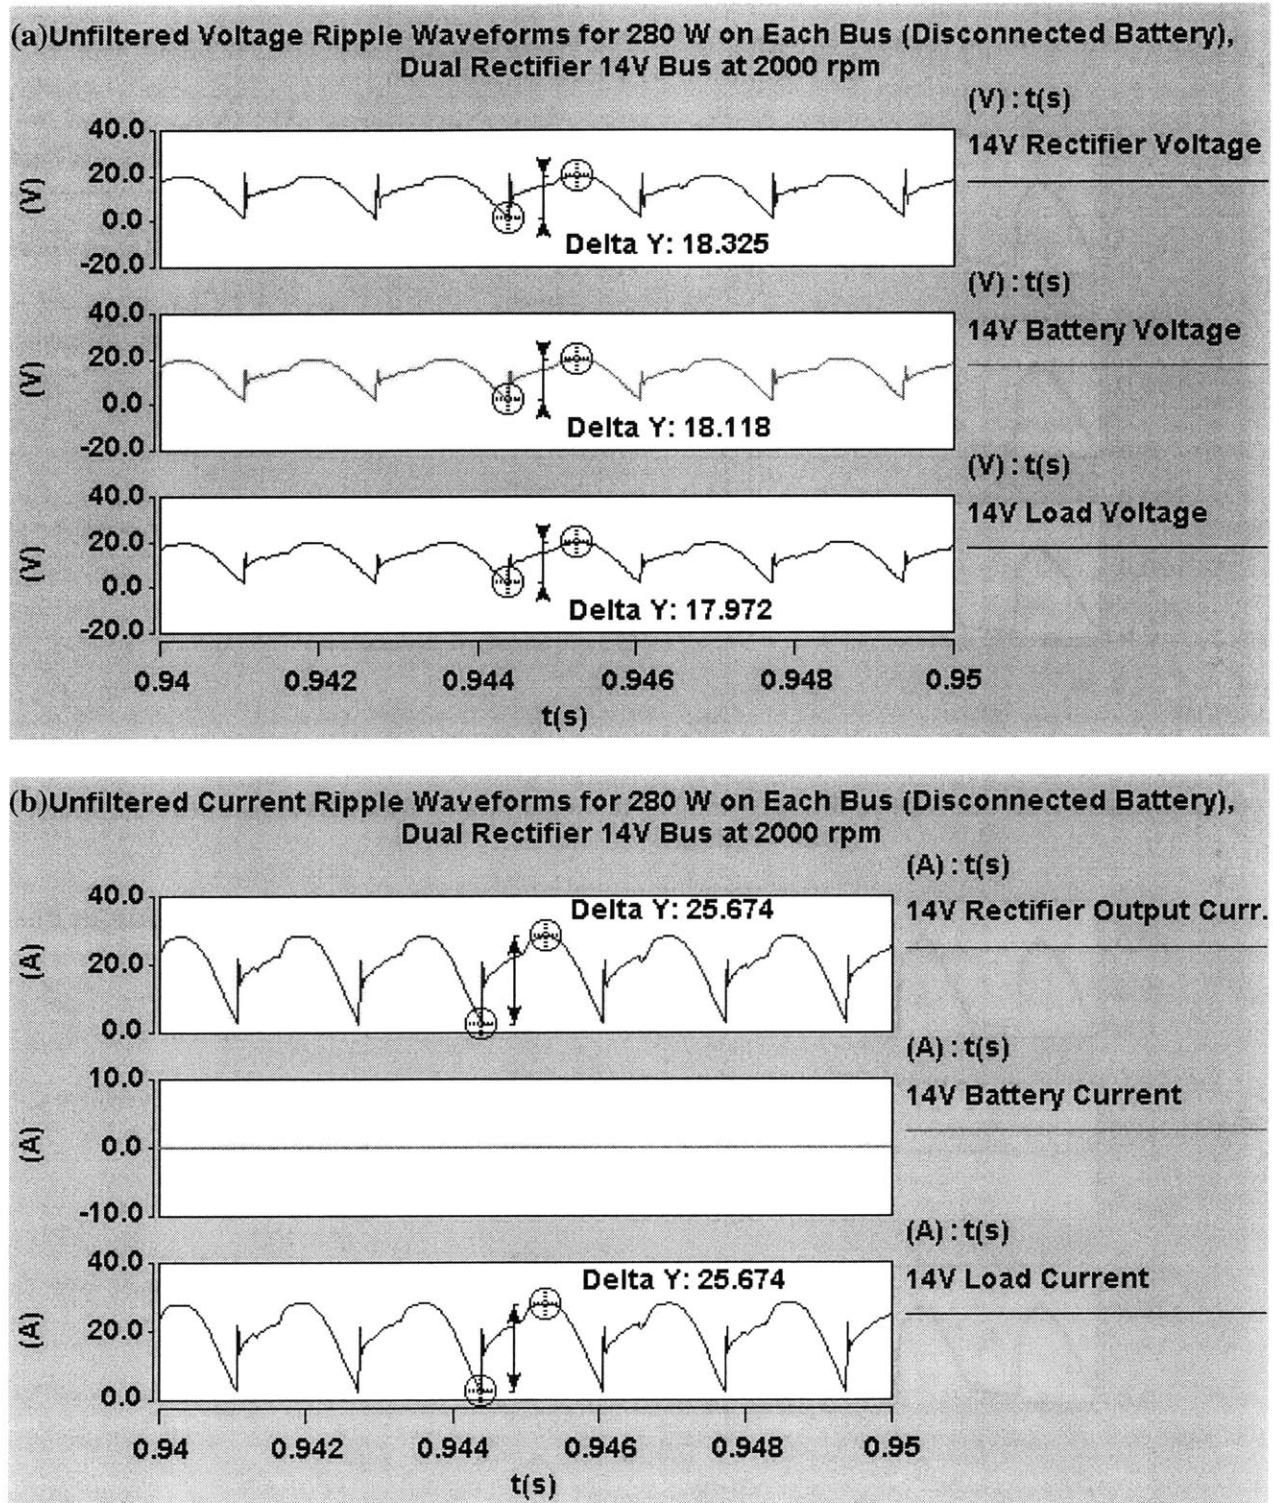 (a)Unfiltered Voltage Ripple Waveforms for 280 W on Each Bus (Disconnected Battery),
Dual Rectifier 14V Bus at 2000 rpm
(V) : t(s)
14V Rectifier Voltage
40.0
20.0
0.0
-20.0
(V)
Delta Y: 18.325
(V) : t(s)
14V Battery Voltage
40.0
20.0
0.0
-20.0
(V)
Delta Y: 18.118
(V) : t(s)
14V Load Voltage
40.0
20.0
0.0
-20.0
(V)
Delta Y: 17.972
0.94 0.942 0.944 0.946 0.948 0.95
t(s)
(b)Unfiltered Current Ripple Waveforms for 280 W on Each Bus (Disconnected Battery),
Dual Rectifier 14V Bus at 2000 rpm
(A) : t(s)
14V Rectifier Output Curr.
40.0
20.0
0.0
(A)
Delta Y: 25.674
(A) : t(s)
14V Battery Current
10.0
0.0
-10.0
(A)
(A) : t(s)
14V Load Current
40.0
20.0
0.0
(A)
Delta Y: 25.674
0.94 0.942 0.944 0.946 0.948 0.95
t(s)